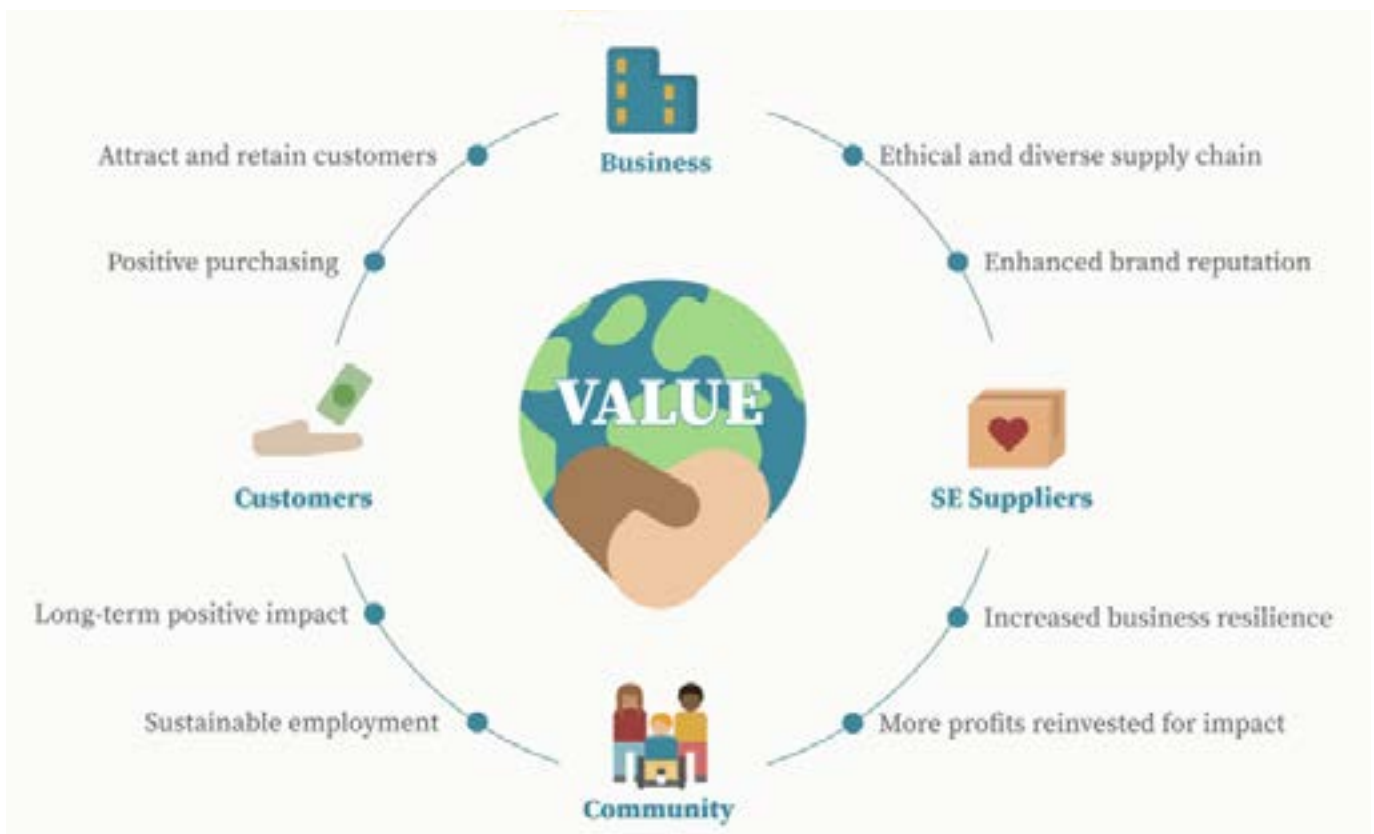 Business
Attract and retain customers
Ethical and diverse supply chain
Positive purchasing
Enhanced brand reputation
VALUE
Customers
SE Suppliers
Long-term positive impact
Increased business resilience
Sustainable employment
More profits reinvested for impact
Community